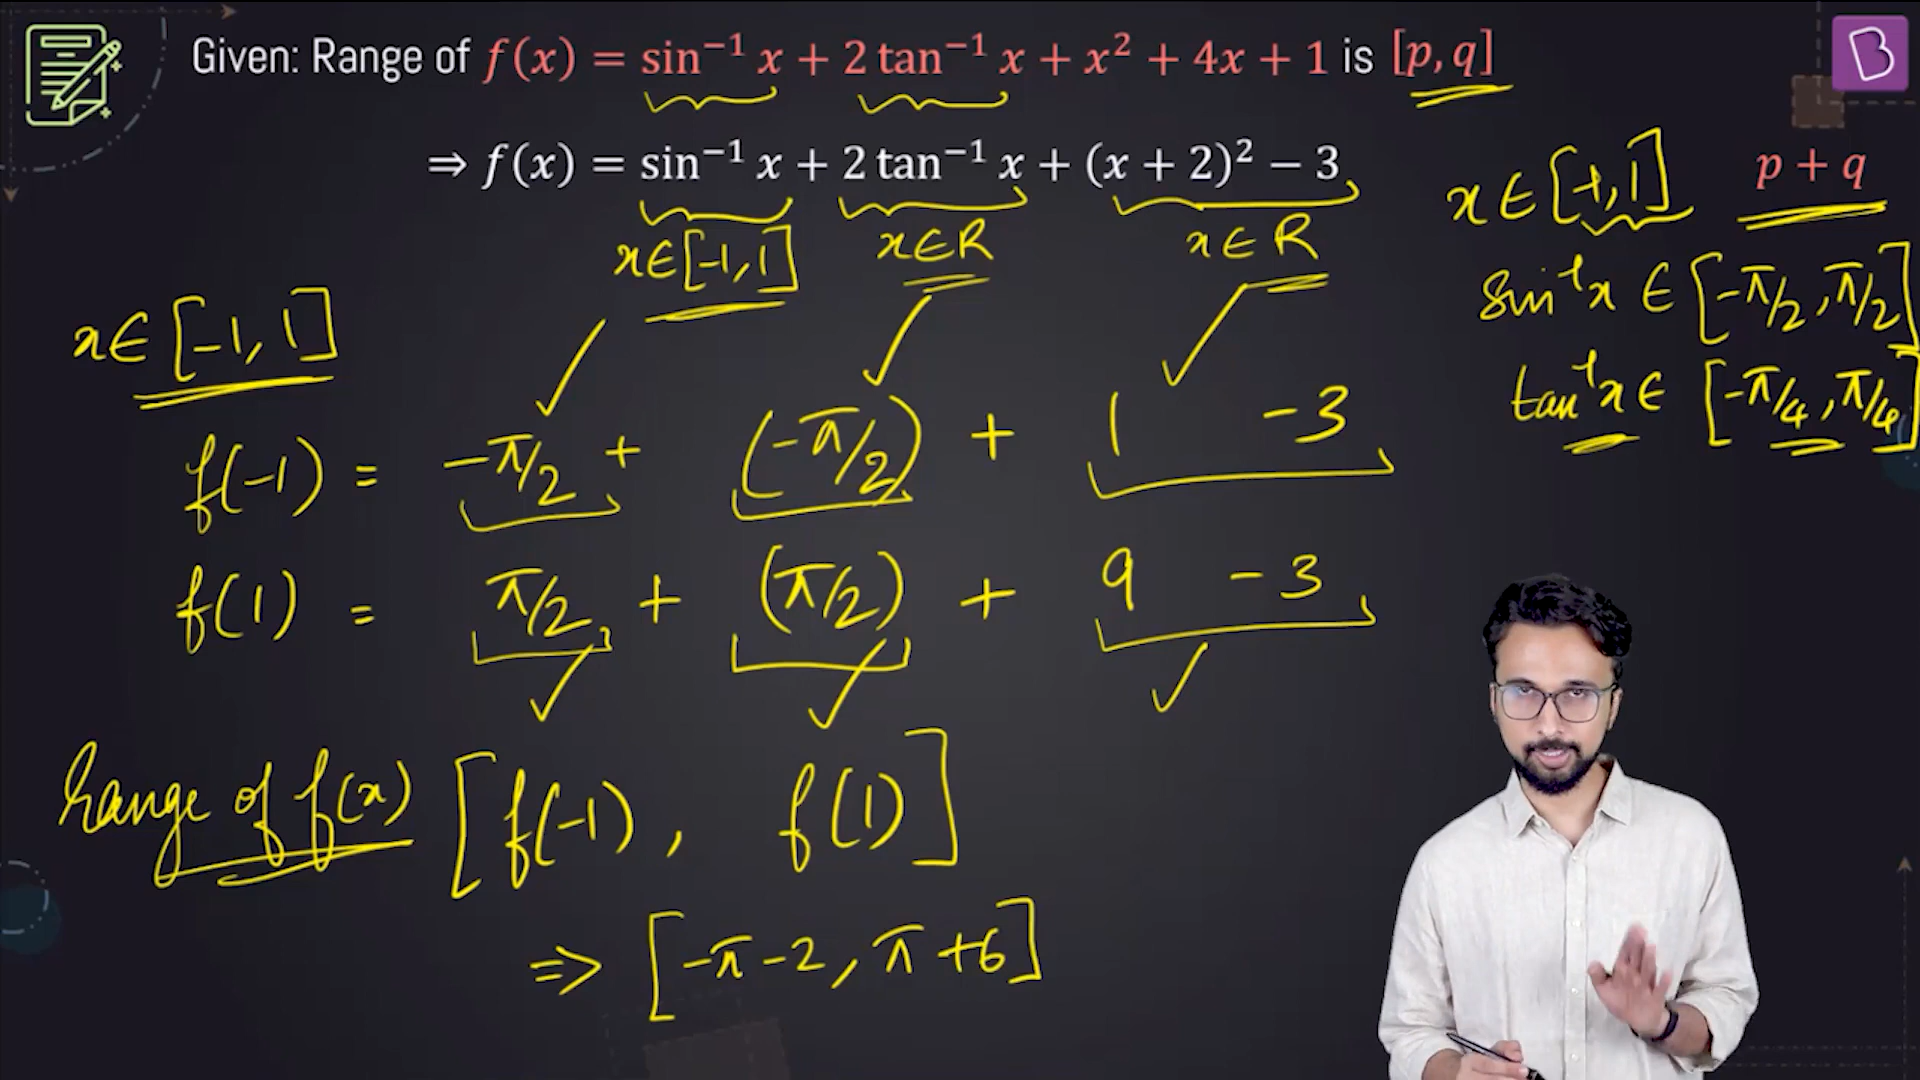 Given: Range of f(x) = sin⁻¹ x + 2 tan⁻¹ x + x² + 4x + 1 is [p, q]
⇒ f(x) = sin⁻¹ x + 2 tan⁻¹ x + (x + 2)² − 3
p + q
x∈[-1,1]
sin⁻¹x ∈ [-π/2, π/2]
tan⁻¹x ∈ [-π/4, π/4]
x∈[-1,1] x∈R x∈R
x∈[-1,1]
f(-1) = -π/2 + (-π/2) + 1 -3
f(1) = π/2 + (π/2) + 9 -3
Range of f(x) [f(-1), f(1)]
⇒ [-π-2, π+6]
B